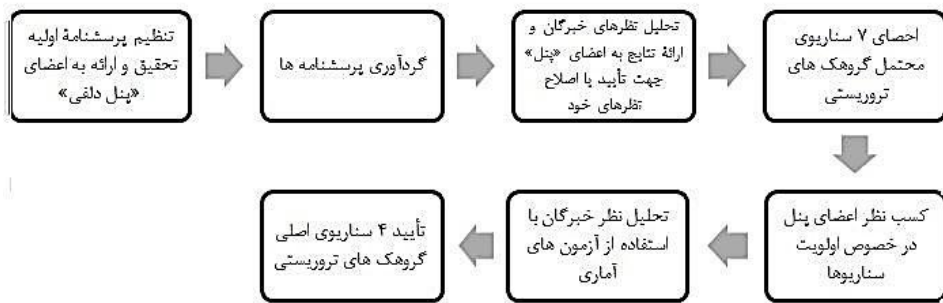 تنظیم پرسشنامة اولیه
تحقیق و ارائه به اعضای
«پنل دلفی»
گردآوری پرسشنامه ها
تحلیل نظرهای خبرگان و
ارائة نتایج به اعضای «پنل»
جهت تأیید یا اصلاح
نظرهای خود
احصای ۷ سناریوی
محتمل گروهک های
تروریستی
کسب نظر اعضای پنل
در خصوص اولویت
سناریوها
تحلیل نظر خبرگان با
استفاده از آزمون های
آماری
تأیید ۴ سناریوی اصلی
گروهک های تروریستی